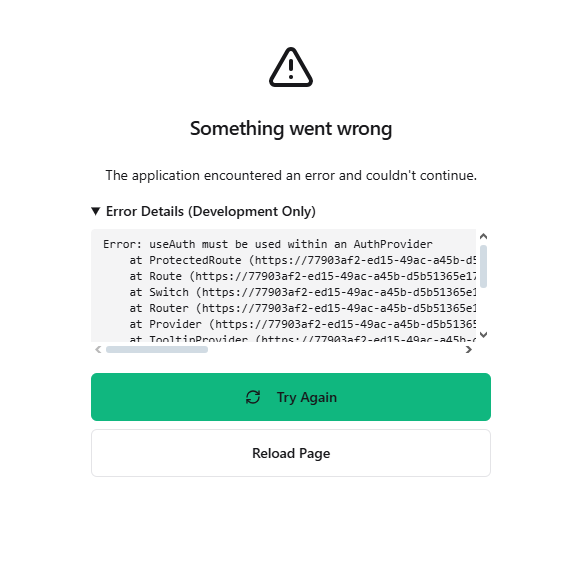 Something went wrong
The application encountered an error and couldn't continue.
▼ Error Details (Development Only)
Error: useAuth must be used within an AuthProvider
at ProtectedRoute (https://77903af2-ed15-49ac-a45b-d5
at Route (https://77903af2-ed15-49ac-a45b-d5b51365e17
at Switch (https://77903af2-ed15-49ac-a45b-d5b51365e1
at Router (https://77903af2-ed15-49ac-a45b-d5b51365e1
at Provider (https://77903af2-ed15-49ac-a45b-d5b51365
at TooltipProvider (https://77903af2-ed15-49ac-a45b-
Try Again
Reload Page